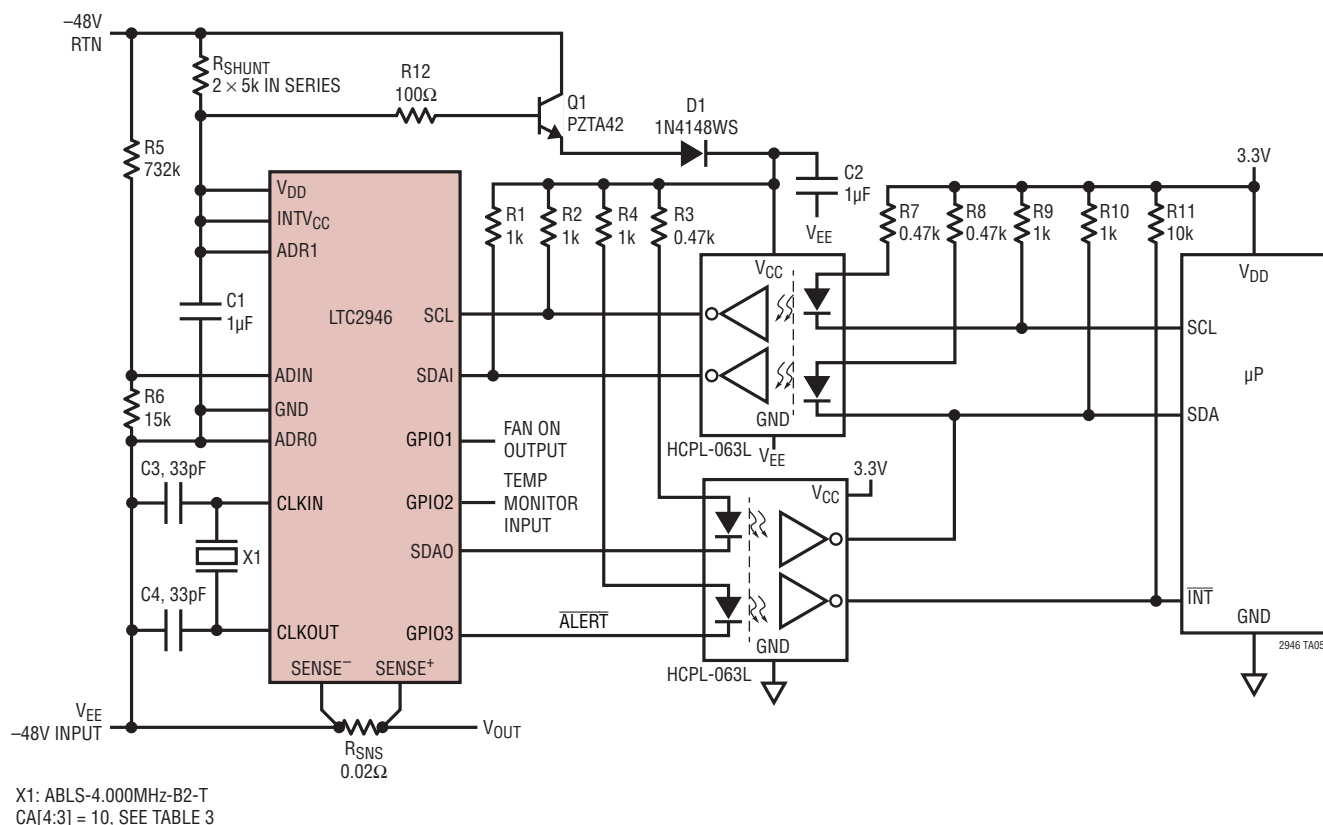 –48V
RTN
RSHUNT
2 × 5k IN SERIES
R12
100Ω
Q1
PZTA42
D1
1N4148WS
R5
732k
C2
1µF
VEE
3.3V
VDD
INTVCC
ADR1
R1
1k
R2
1k
R4
1k
R3
0.47k
R7
0.47k
R8
0.47k
R9
1k
R10
1k
R11
10k
VCC
VDD
C1
1µF
LTC2946
SCL
SCL
µP
ADIN
SDAI
SDA
R6
15k
GND
ADR0
GPIO1
FAN ON
OUTPUT
GND
HCPL-063L
VEE
3.3V
C3, 33pF
CLKIN
GPIO2
TEMP
MONITOR
INPUT
VCC
X1
SDAO
C4, 33pF
CLKOUT
GPIO3
ALERT
INT
GND
GND
HCPL-063L
2946 TA05
SENSE–
SENSE+
VEE
–48V INPUT
RSNS
0.02Ω
VOUT
X1: ABLS-4.000MHz-B2-T
CA[4:3] = 10, SEE TABLE 3